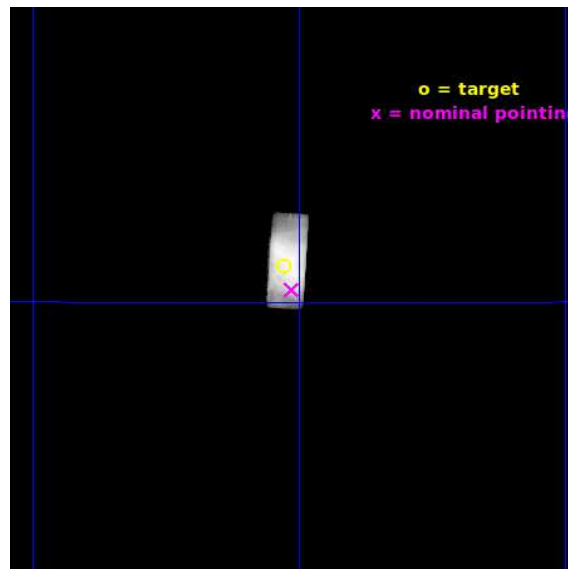 o = target
x = nominal pointin